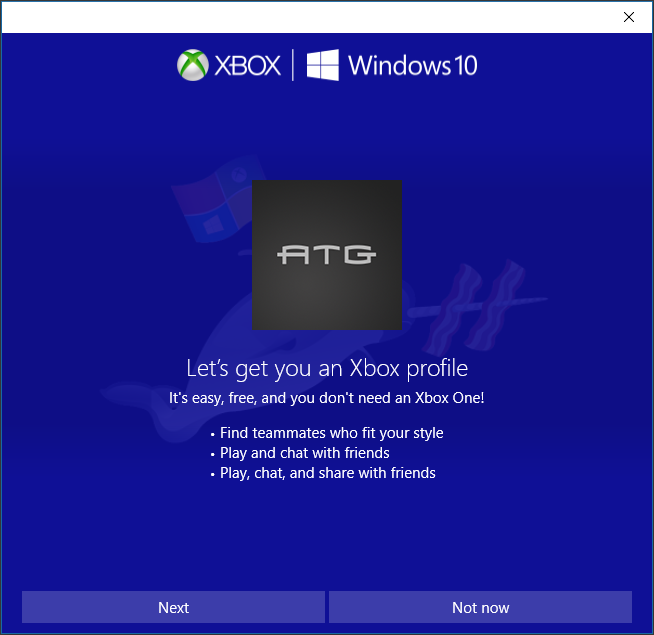 XBOX | Windows 10
ATG
Let's get you an Xbox profile
It's easy, free, and you don't need an Xbox One!
• Find teammates who fit your style
• Play and chat with friends
• Play, chat, and share with friends
Next Not now